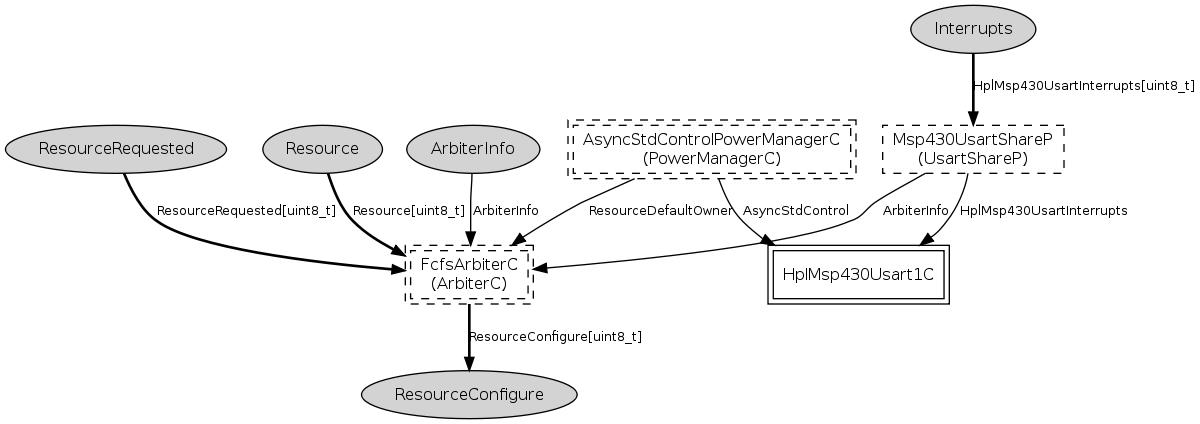 Interrupts
HplMsp430UsartInterrupts[uint8_t]
ResourceRequested
Resource
ArbiterInfo
AsyncStdControlPowerManagerC
(PowerManagerC)
Msp430UsartShareP
(UsartShareP)
ResourceRequested[uint8_t]
Resource[uint8_t]
ArbiterInfo
ResourceDefaultOwner
AsyncStdControl
ArbiterInfo
HplMsp430UsartInterrupts
FcfsArbiterC
(ArbiterC)
HplMsp430Usart1C
ResourceConfigure[uint8_t]
ResourceConfigure